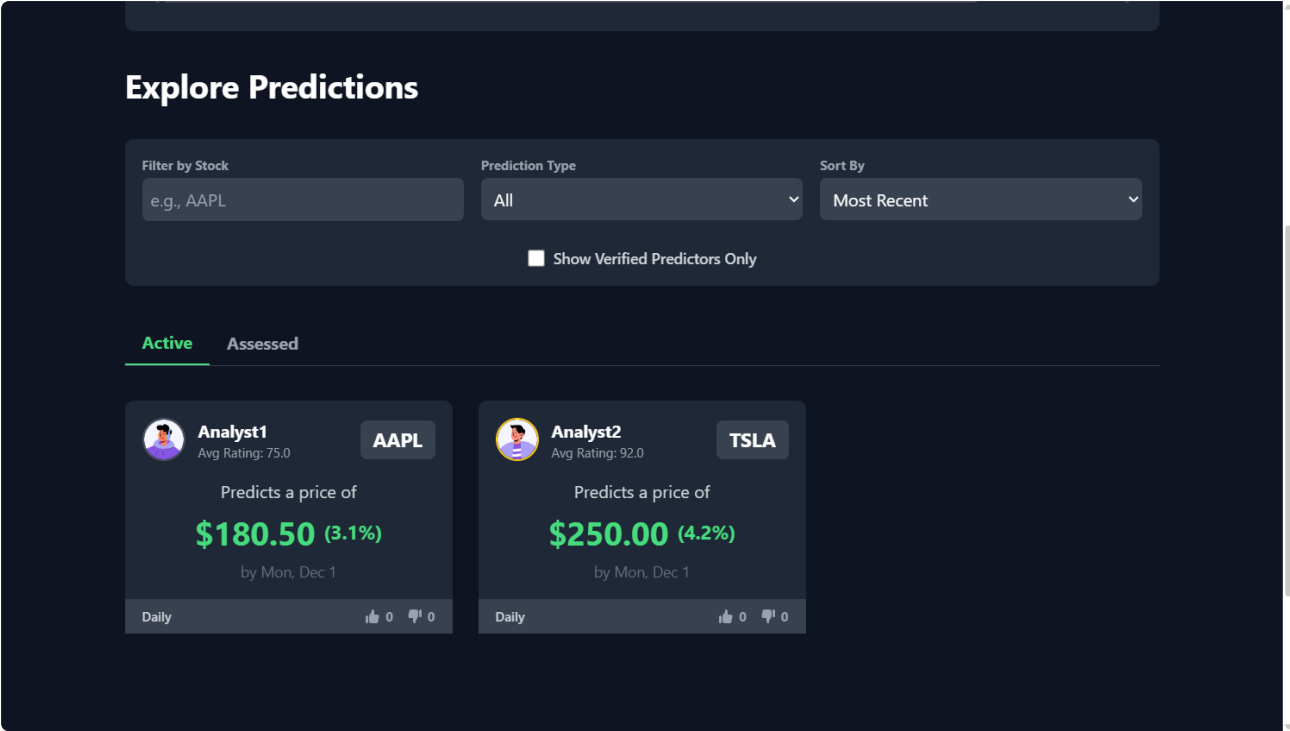 Explore Predictions
Filter by Stock
Prediction Type
Sort By
e.g., AAPL
All
Most Recent
Show Verified Predictors Only
Active
Assessed
Analyst1
Avg Rating: 75.0
AAPL
Predicts a price of
$180.50 (3.1%)
by Mon, Dec 1
Daily
0
0
Analyst2
Avg Rating: 92.0
TSLA
Predicts a price of
$250.00 (4.2%)
by Mon, Dec 1
Daily
0
0